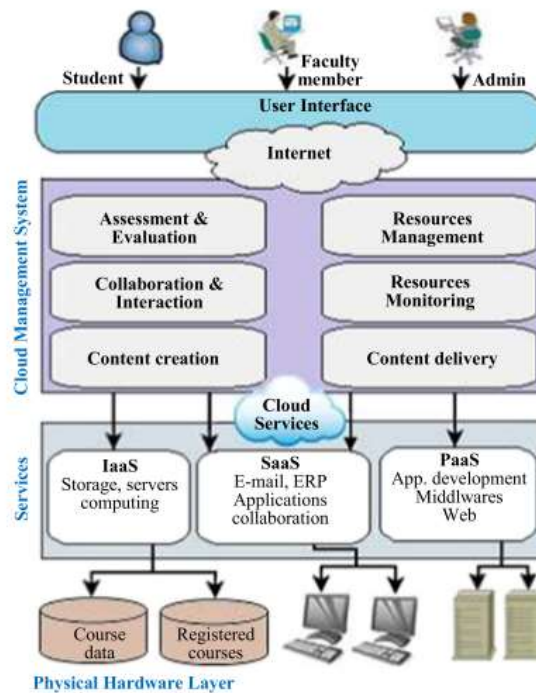 Student
Faculty
member
Admin
User Interface
Internet
Cloud Management System
Assessment &
Evaluation
Resources
Management
Collaboration &
Interaction
Resources
Monitoring
Content creation
Content delivery
Cloud
Services
Services
IaaS
Storage, servers
computing
SaaS
E-mail, ERP
Applications
collaboration
PaaS
App. development
Middlwares
Web
Course
data
Registered
courses
Physical Hardware Layer